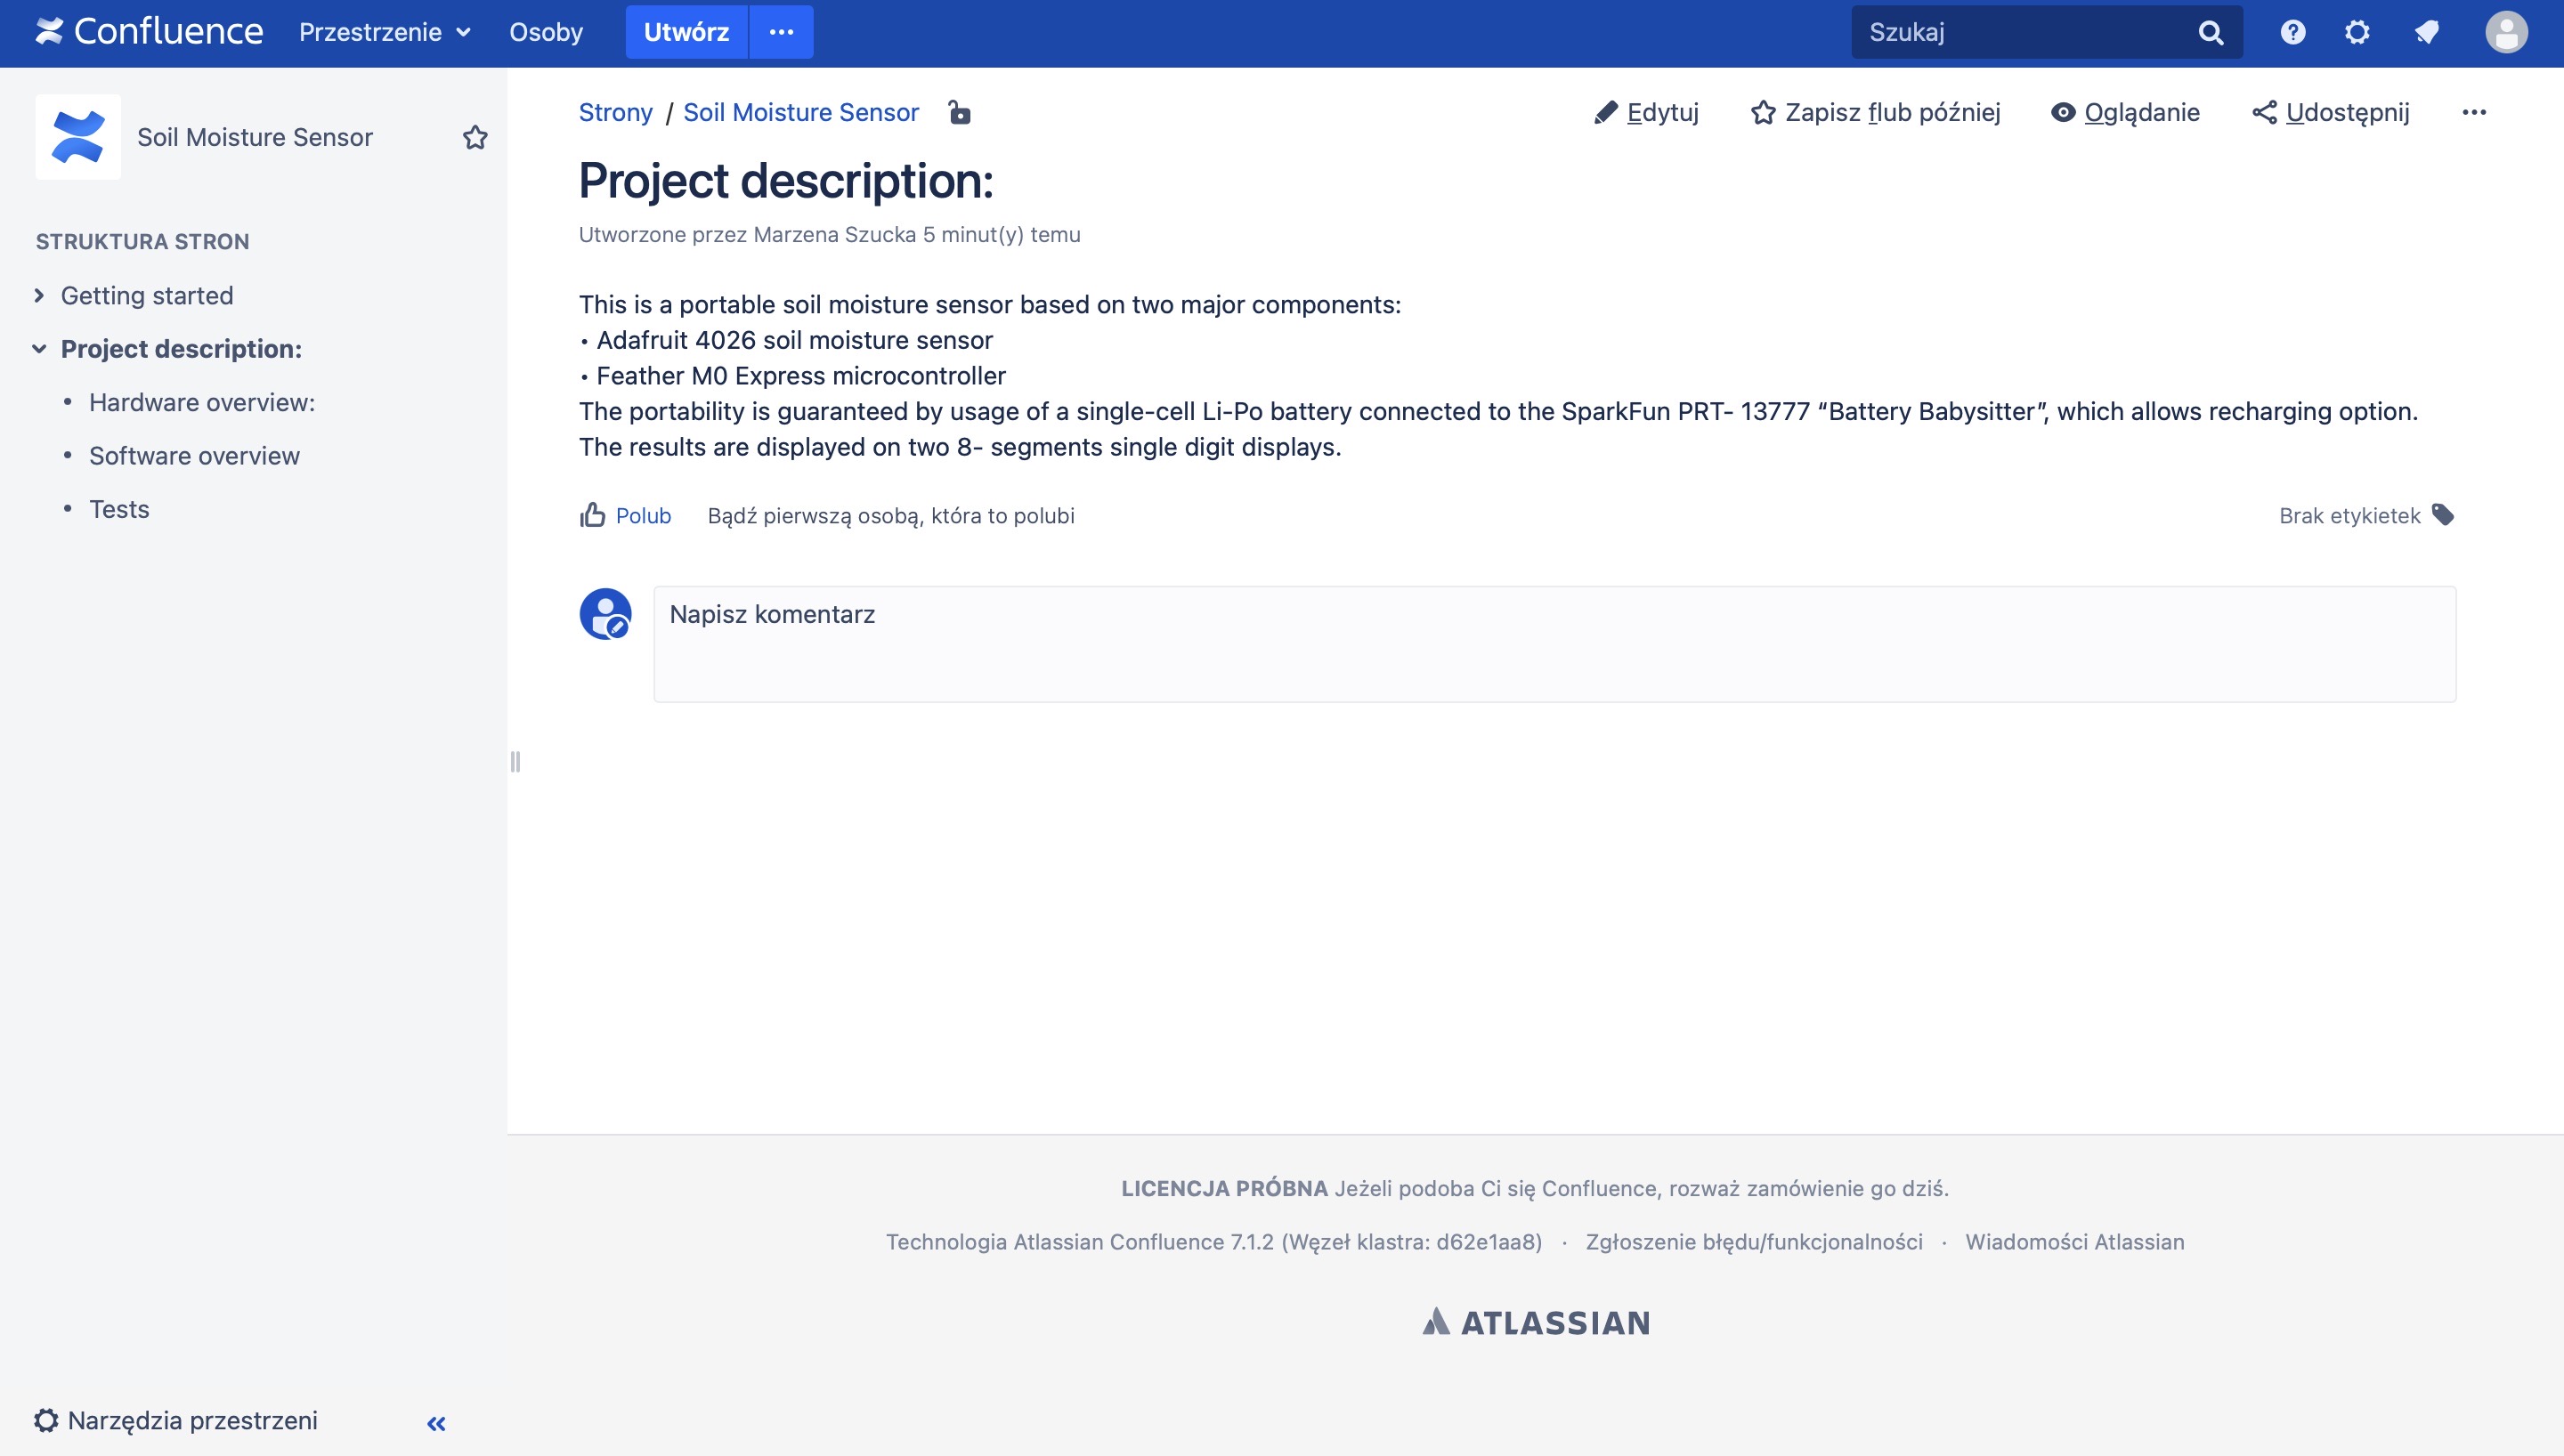 Confluence Przestrzenie Osoby Utwórz ••• Szukaj
Soil Moisture Sensor
STRUKTURA STRON
Getting started
Project description:
• Hardware overview:
• Software overview
• Tests
Narzędzia przestrzeni
Strony / Soil Moisture Sensor
Edytuj Zapisz flub później Oglądanie Udostępnij •••
Project description:
Utworzone przez Marzena Szucka 5 minut(y) temu
This is a portable soil moisture sensor based on two major components:
• Adafruit 4026 soil moisture sensor
• Feather M0 Express microcontroller
The portability is guaranteed by usage of a single-cell Li-Po battery connected to the SparkFun PRT- 13777 “Battery Babysitter”, which allows recharging option.
The results are displayed on two 8- segments single digit displays.
Polub Bądź pierwszą osobą, która to polubi Brak etykietek
Napisz komentarz
LICENCJA PRÓBNA Jeżeli podoba Ci się Confluence, rozważ zamówienie go dziś.
Technologia Atlassian Confluence 7.1.2 (Węzeł klastra: d62e1aa8) · Zgłoszenie błędu/funkcjonalności · Wiadomości Atlassian
ATLASSIAN